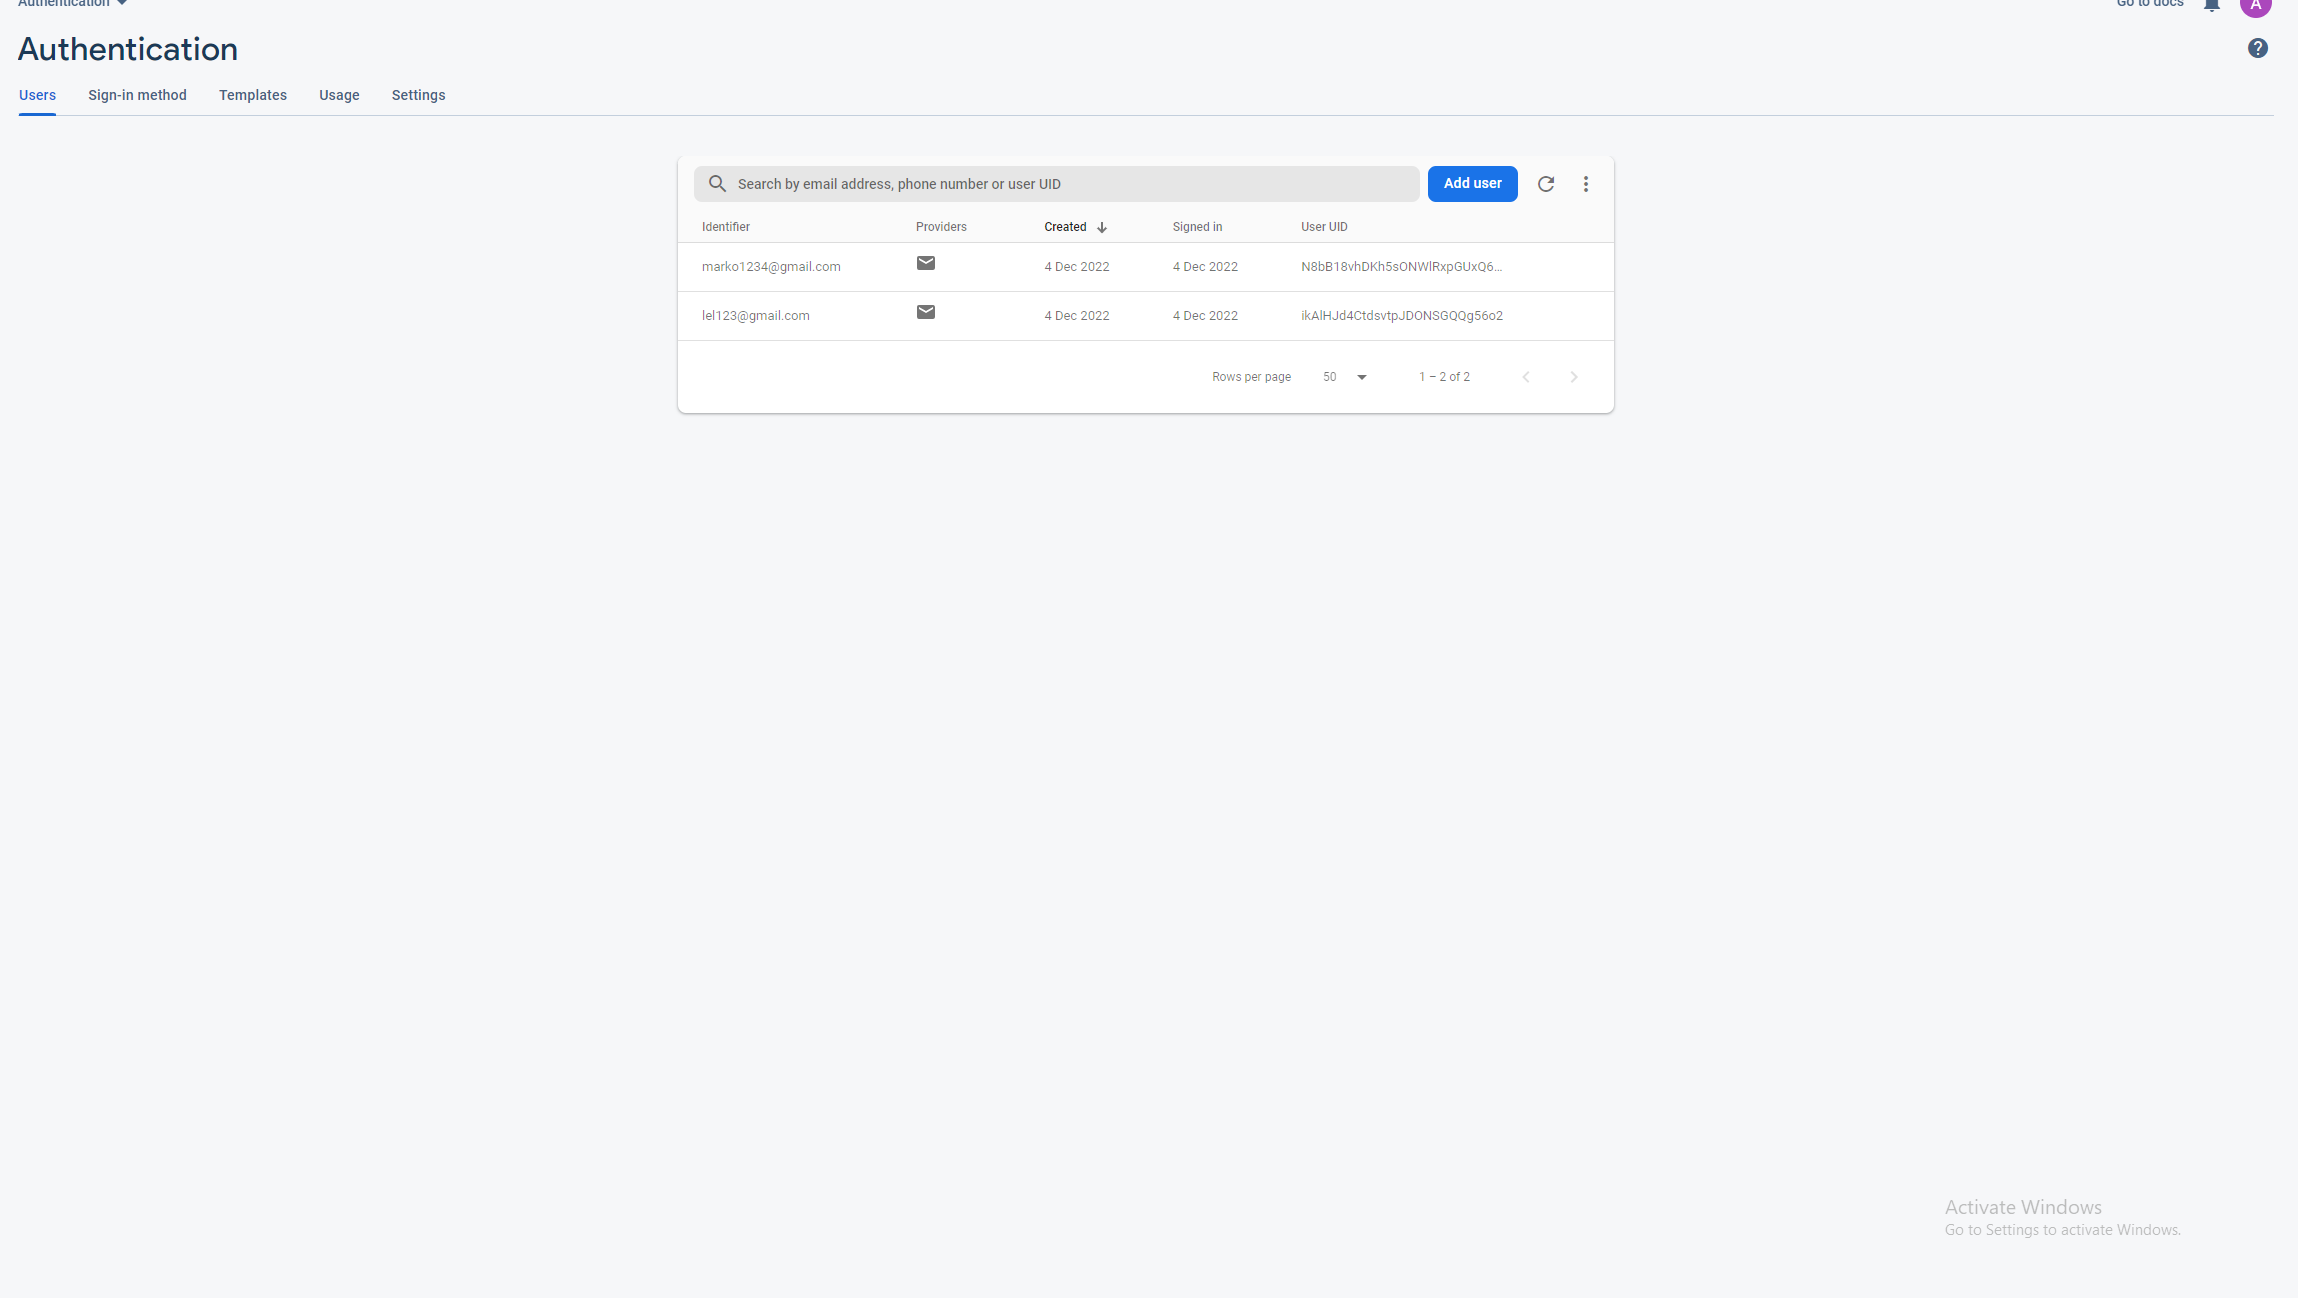 Authentication
Go to docs
A
Authentication
Users Sign-in method Templates Usage Settings
Search by email address, phone number or user UID
Add user
Identifier Providers Created Signed in User UID
marko1234@gmail.com 4 Dec 2022 4 Dec 2022 N8bB18vhDKh5sONWlRxpGUxQ6...
lel123@gmail.com 4 Dec 2022 4 Dec 2022 ikAlHJd4CtdsvtpJDONSGQQg56o2
Rows per page 50 1 – 2 of 2
Activate Windows
Go to Settings to activate Windows.